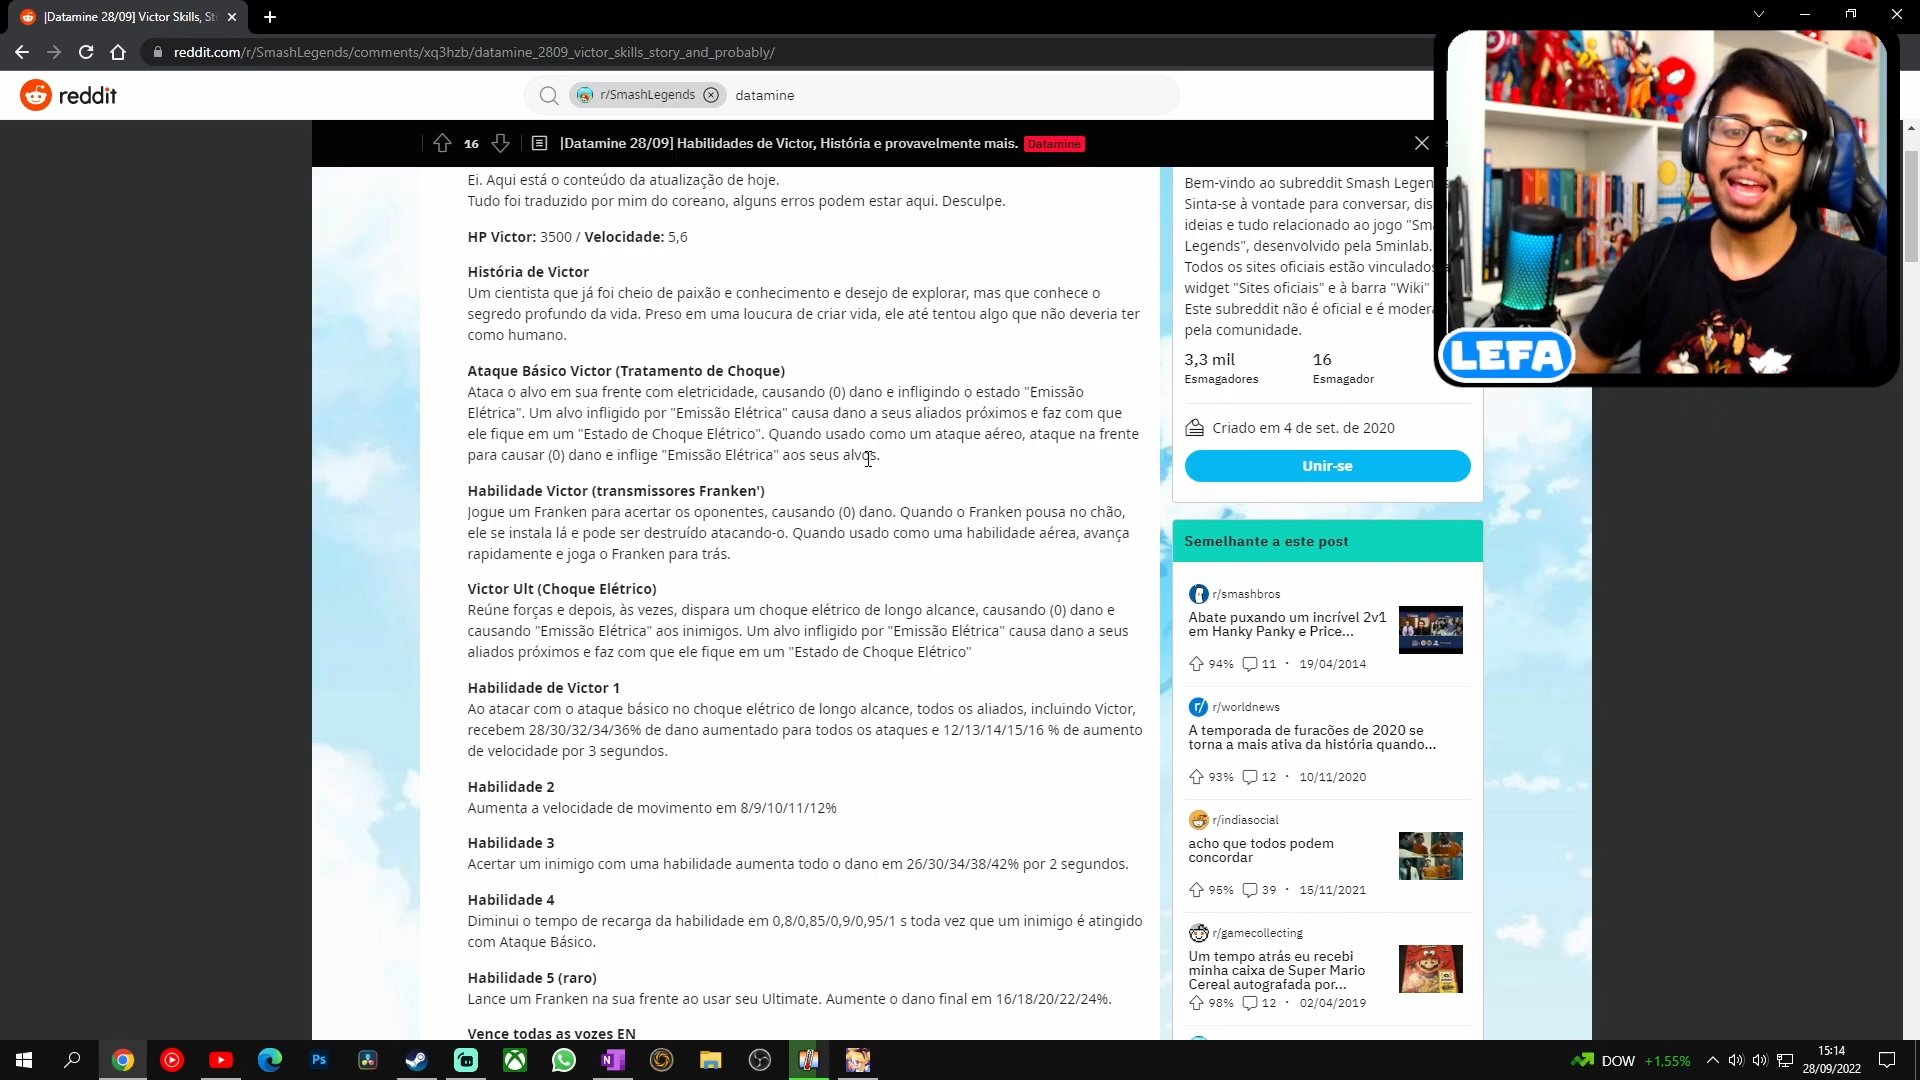 |Datamine 28/09] Victor Skills, St
reddit.com/r/SmashLegends/comments/xq3hzb/datamine_2809_victor_skills_story_and_probably/
reddit
r/SmashLegends
datamine
16
|Datamine 28/09] Habilidades de Victor, História e provavelmente mais.
Datamine
Ei. Aqui está o conteúdo da atualização de hoje.
Tudo foi traduzido por mim do coreano, alguns erros podem estar aqui. Desculpe.
HP Victor: 3500 / Velocidade: 5,6
História de Victor
Um cientista que já foi cheio de paixão e conhecimento e desejo de explorar, mas que conhece o
segredo profundo da vida. Preso em uma loucura de criar vida, ele até tentou algo que não deveria ter
como humano.
Ataque Básico Victor (Tratamento de Choque)
Ataca o alvo em sua frente com eletricidade, causando (0) dano e infligindo o estado "Emissão
Elétrica". Um alvo infligido por "Emissão Elétrica" causa dano a seus aliados próximos e faz com que
ele fique em um "Estado de Choque Elétrico". Quando usado como um ataque aéreo, ataque na frente
para causar (0) dano e inflige "Emissão Elétrica" aos seus alvos.
Habilidade Victor (transmissores Franken')
Jogue um Franken para acertar os oponentes, causando (0) dano. Quando o Franken pousa no chão,
ele se instala lá e pode ser destruído atacando-o. Quando usado como uma habilidade aérea, avança
rapidamente e joga o Franken para trás.
Victor Ult (Choque Elétrico)
Reúne forças e depois, às vezes, dispara um choque elétrico de longo alcance, causando (0) dano e
causando "Emissão Elétrica" aos inimigos. Um alvo infligido por "Emissão Elétrica" causa dano a seus
aliados próximos e faz com que ele fique em um "Estado de Choque Elétrico"
Habilidade de Victor 1
Ao atacar com o ataque básico no choque elétrico de longo alcance, todos os aliados, incluindo Victor,
recebem 28/30/32/34/36% de dano aumentado para todos os ataques e 12/13/14/15/16 % de aumento
de velocidade por 3 segundos.
Habilidade 2
Aumenta a velocidade de movimento em 8/9/10/11/12%
Habilidade 3
Acertar um inimigo com uma habilidade aumenta todo o dano em 26/30/34/38/42% por 2 segundos.
Habilidade 4
Diminui o tempo de recarga da habilidade em 0,8/0,85/0,9/0,95/1 s toda vez que um inimigo é atingido
com Ataque Básico.
Habilidade 5 (raro)
Lance um Franken na sua frente ao usar seu Ultimate. Aumente o dano final em 16/18/20/22/24%.
Vence todas as vozes EN
Bem-vindo ao subreddit Smash Legen
Sinta-se à vontade para conversar, dis
ideias e tudo relacionado ao jogo "Sm
Legends", desenvolvido pela 5minlab.
Todos os sites oficiais estão vinculados
widget "Sites oficiais" e à barra "Wiki"
Este subreddit não é oficial e é modera
pela comunidade.
3,3 mil
Esmagadores
16
Esmagador
Criado em 4 de set. de 2020
Unir-se
Semelhante a este post
r/smashbros
Abate puxando um incrível 2v1
em Hanky Panky e Price...
94% 11 · 19/04/2014
r/worldnews
A temporada de furacões de 2020 se
torna a mais ativa da história quando...
93% 12 · 10/11/2020
r/indiasocial
acho que todos podem
concordar
95% 39 · 15/11/2021
r/gamecollecting
Um tempo atrás eu recebi
minha caixa de Super Mario
Cereal autografada por...
98% 12 · 02/04/2019
LEFA
Ps
N
DOW +1,55%
15:14
28/09/2022